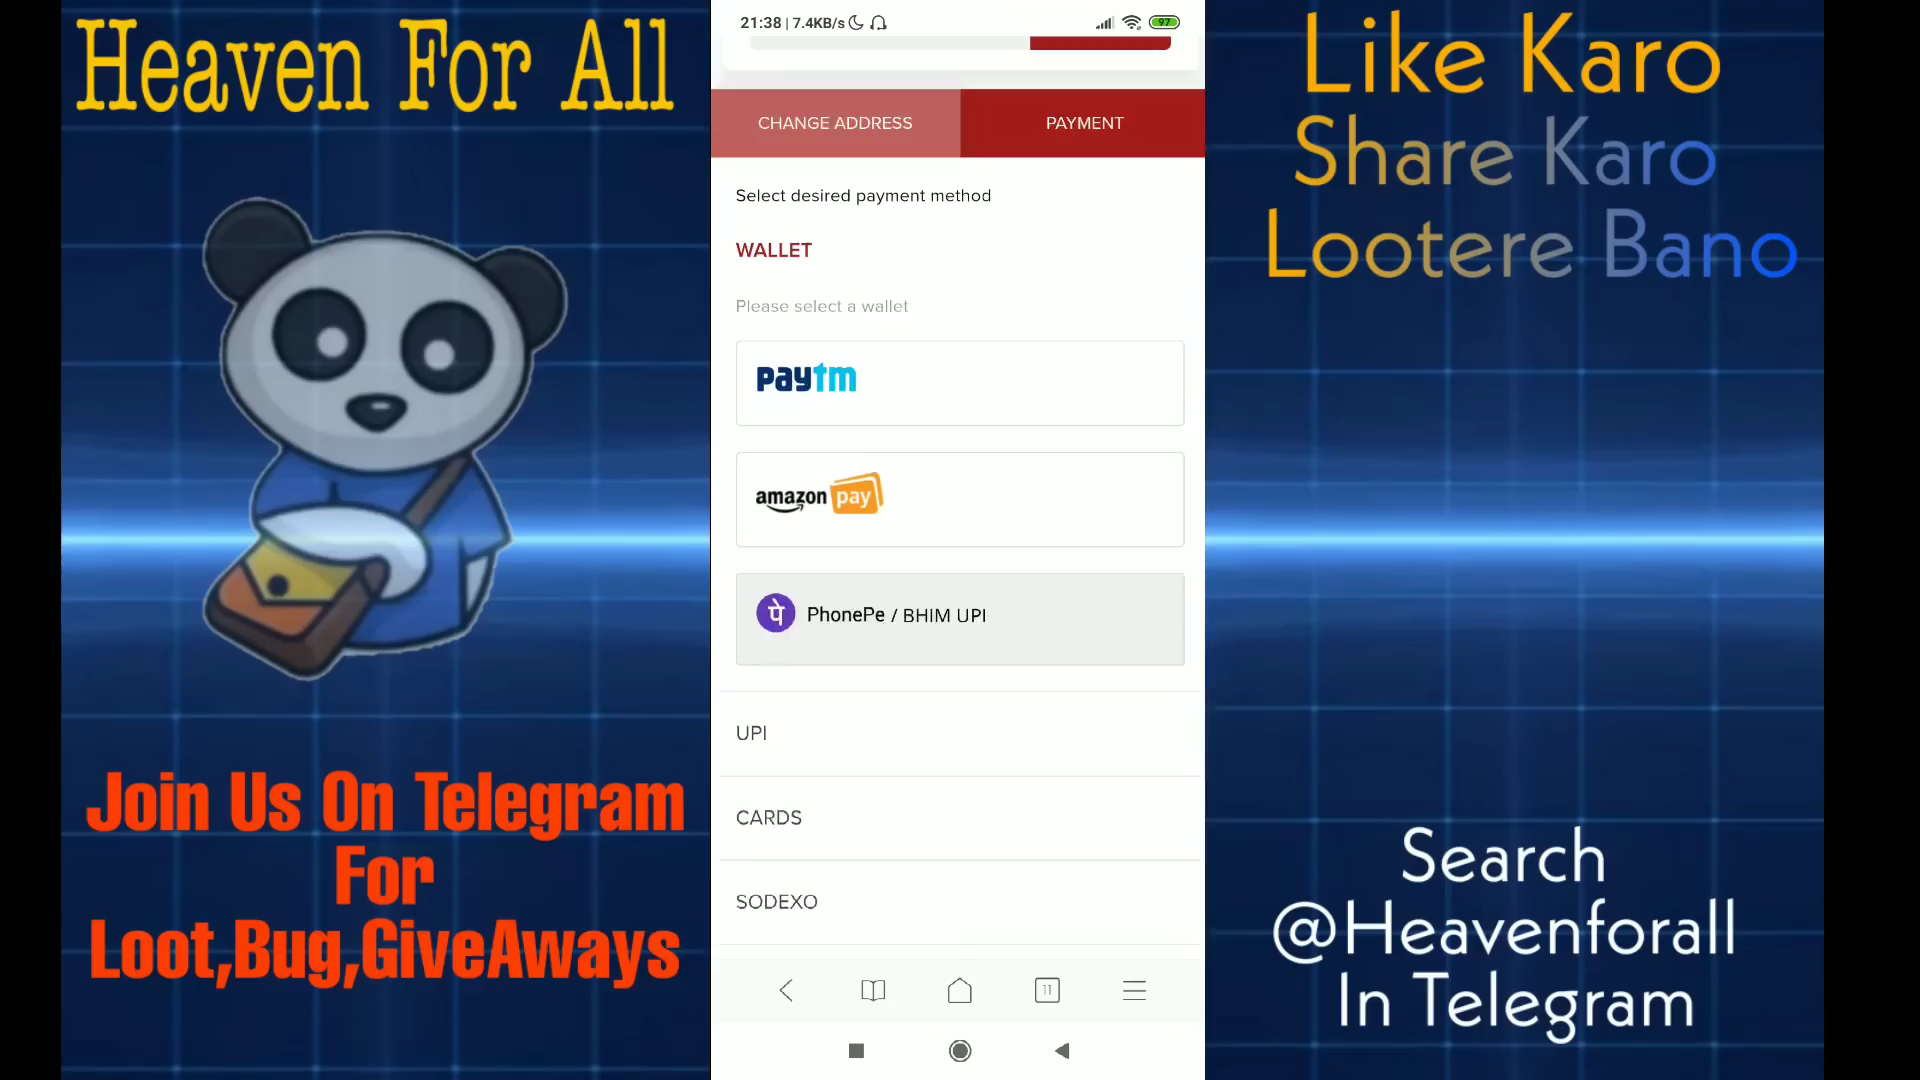 Heaven For All
Join Us On Telegram
For
Loot,Bug,GiveAways
21:38 | 7.4KB/s
97
CHANGE ADDRESS
PAYMENT
Select desired payment method
WALLET
Please select a wallet
paytm
amazon pay
पे PhonePe / BHIM UPI
UPI
CARDS
SODEXO
11
Like Karo
Share Karo
Lootere Bano
Search
@Heavenforall
In Telegram